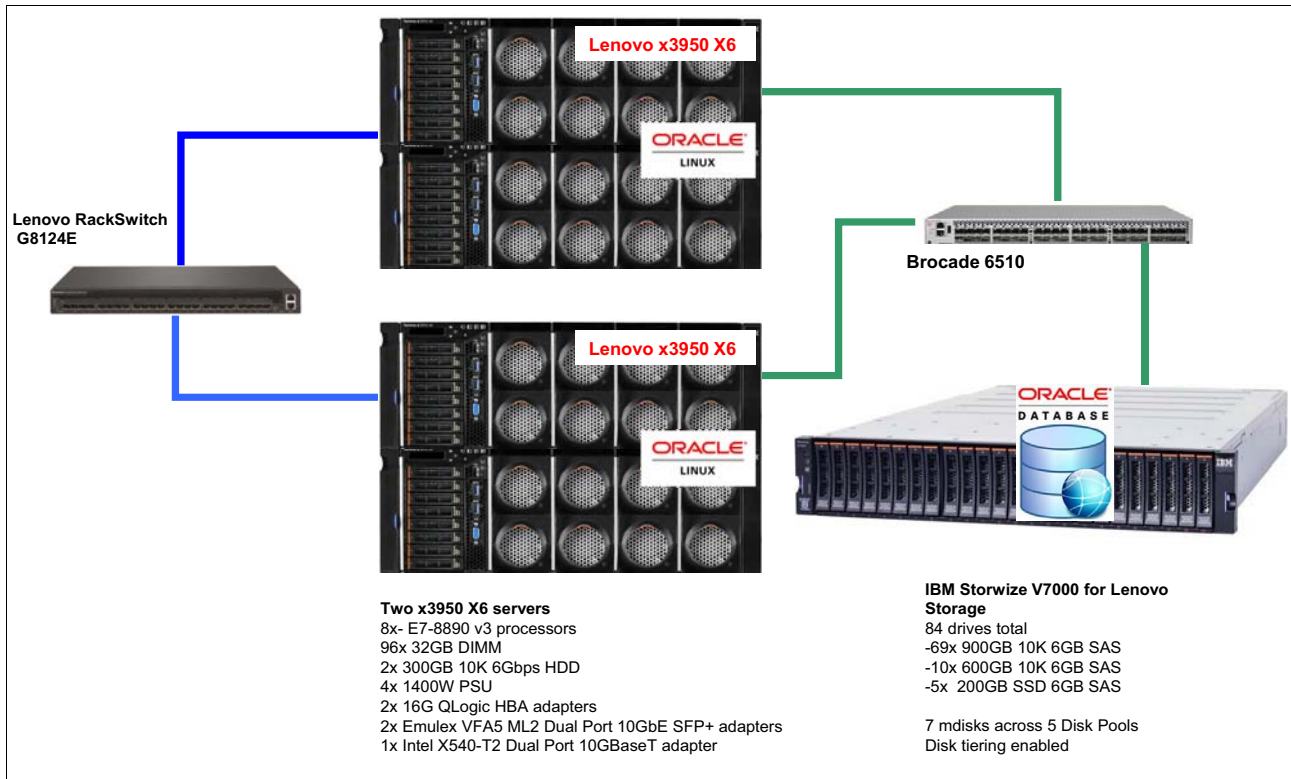 Lenovo x3950 X6
ORACLE
LINUX
Lenovo RackSwitch
G8124E
Brocade 6510
Lenovo x3950 X6
ORACLE
LINUX
ORACLE
DATABASE
IBM
Two x3950 X6 servers
8x- E7-8890 v3 processors
96x 32GB DIMM
2x 300GB 10K 6Gbps HDD
4x 1400W PSU
2x 16G QLogic HBA adapters
2x Emulex VFA5 ML2 Dual Port 10GbE SFP+ adapters
1x Intel X540-T2 Dual Port 10GBaseT adapter
IBM Storwize V7000 for Lenovo
Storage
84 drives total
-69x 900GB 10K 6GB SAS
-10x 600GB 10K 6GB SAS
-5x  200GB SSD 6GB SAS
7 mdisks across 5 Disk Pools
Disk tiering enabled